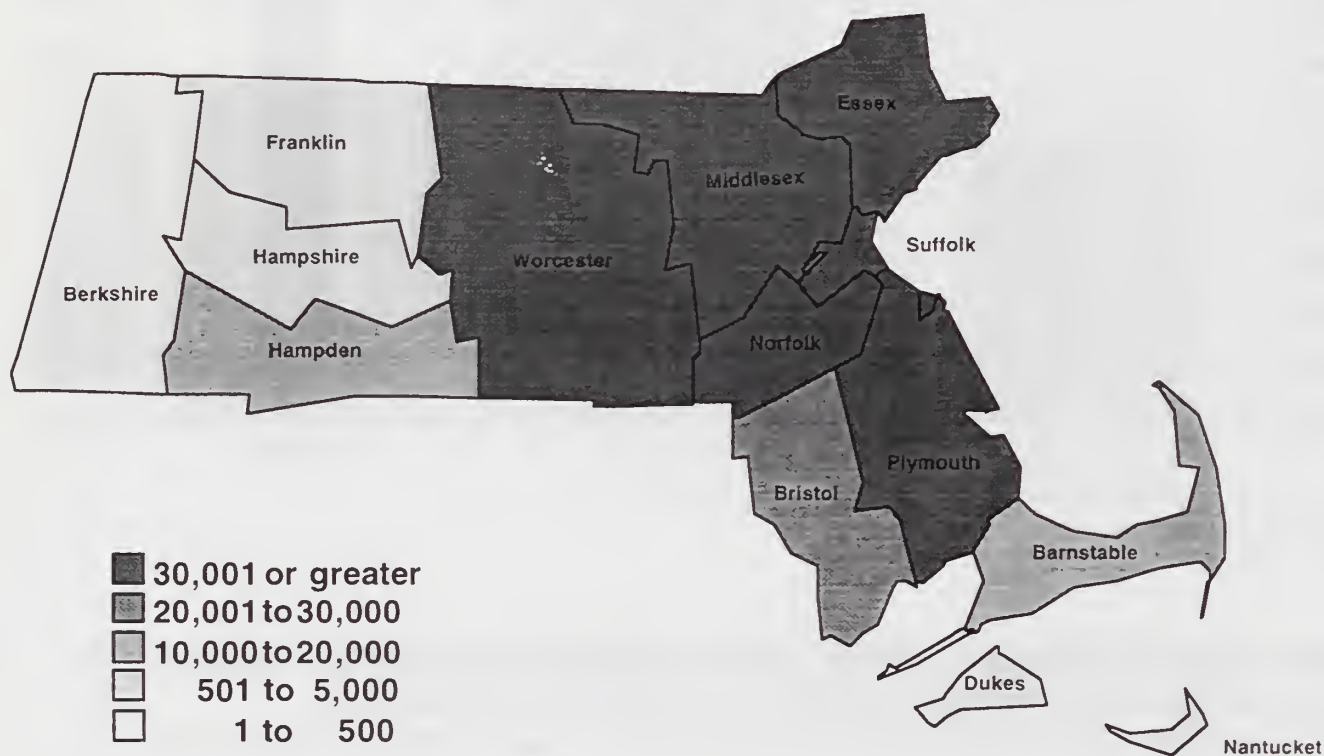 Essex
Franklin
Middlesex
Suffolk
Hampshire
Worcester
Berkshire
Norfolk
Hampden
Plymouth
Bristol
Barnstable
30,001 or greater
20,001 to 30,000
10,000 to 20,000
501 to 5,000
1 to 500
Dukes
Nantucket